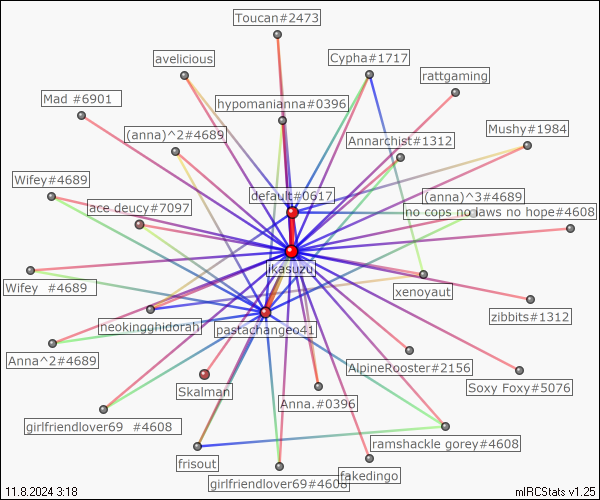 Toucan#2473
avelicious
Cypha#1717
rattgaming
Mad #6901
hypomanianna#0396
(anna)^2#4689
Annarchist#1312
Mushy#1984
Wifey#4689
default#0617
(anna)^3#4689
ace deucy#7097
no cops no laws no hope#4608
ikasuzu
Wifey #4689
xenoyaut
neokingghidorah
pastachangeo41
zibbits#1312
Anna^2#4689
AlpineRooster#2156
Skalman
Anna.#0396
Soxy Foxy#5076
girlfriendlover69 #4608
ramshackle gorey#4608
frisout
girlfriendlover69#4608
fakedingo
11.8.2024 3:18
mIRCStats v1.25